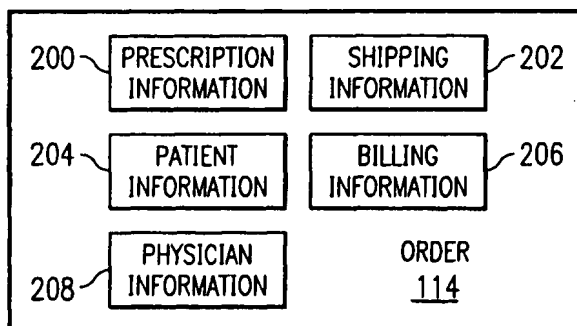 200 PRESCRIPTION INFORMATION
SHIPPING INFORMATION 202
204 PATIENT INFORMATION
BILLING INFORMATION 206
208 PHYSICIAN INFORMATION
ORDER
114